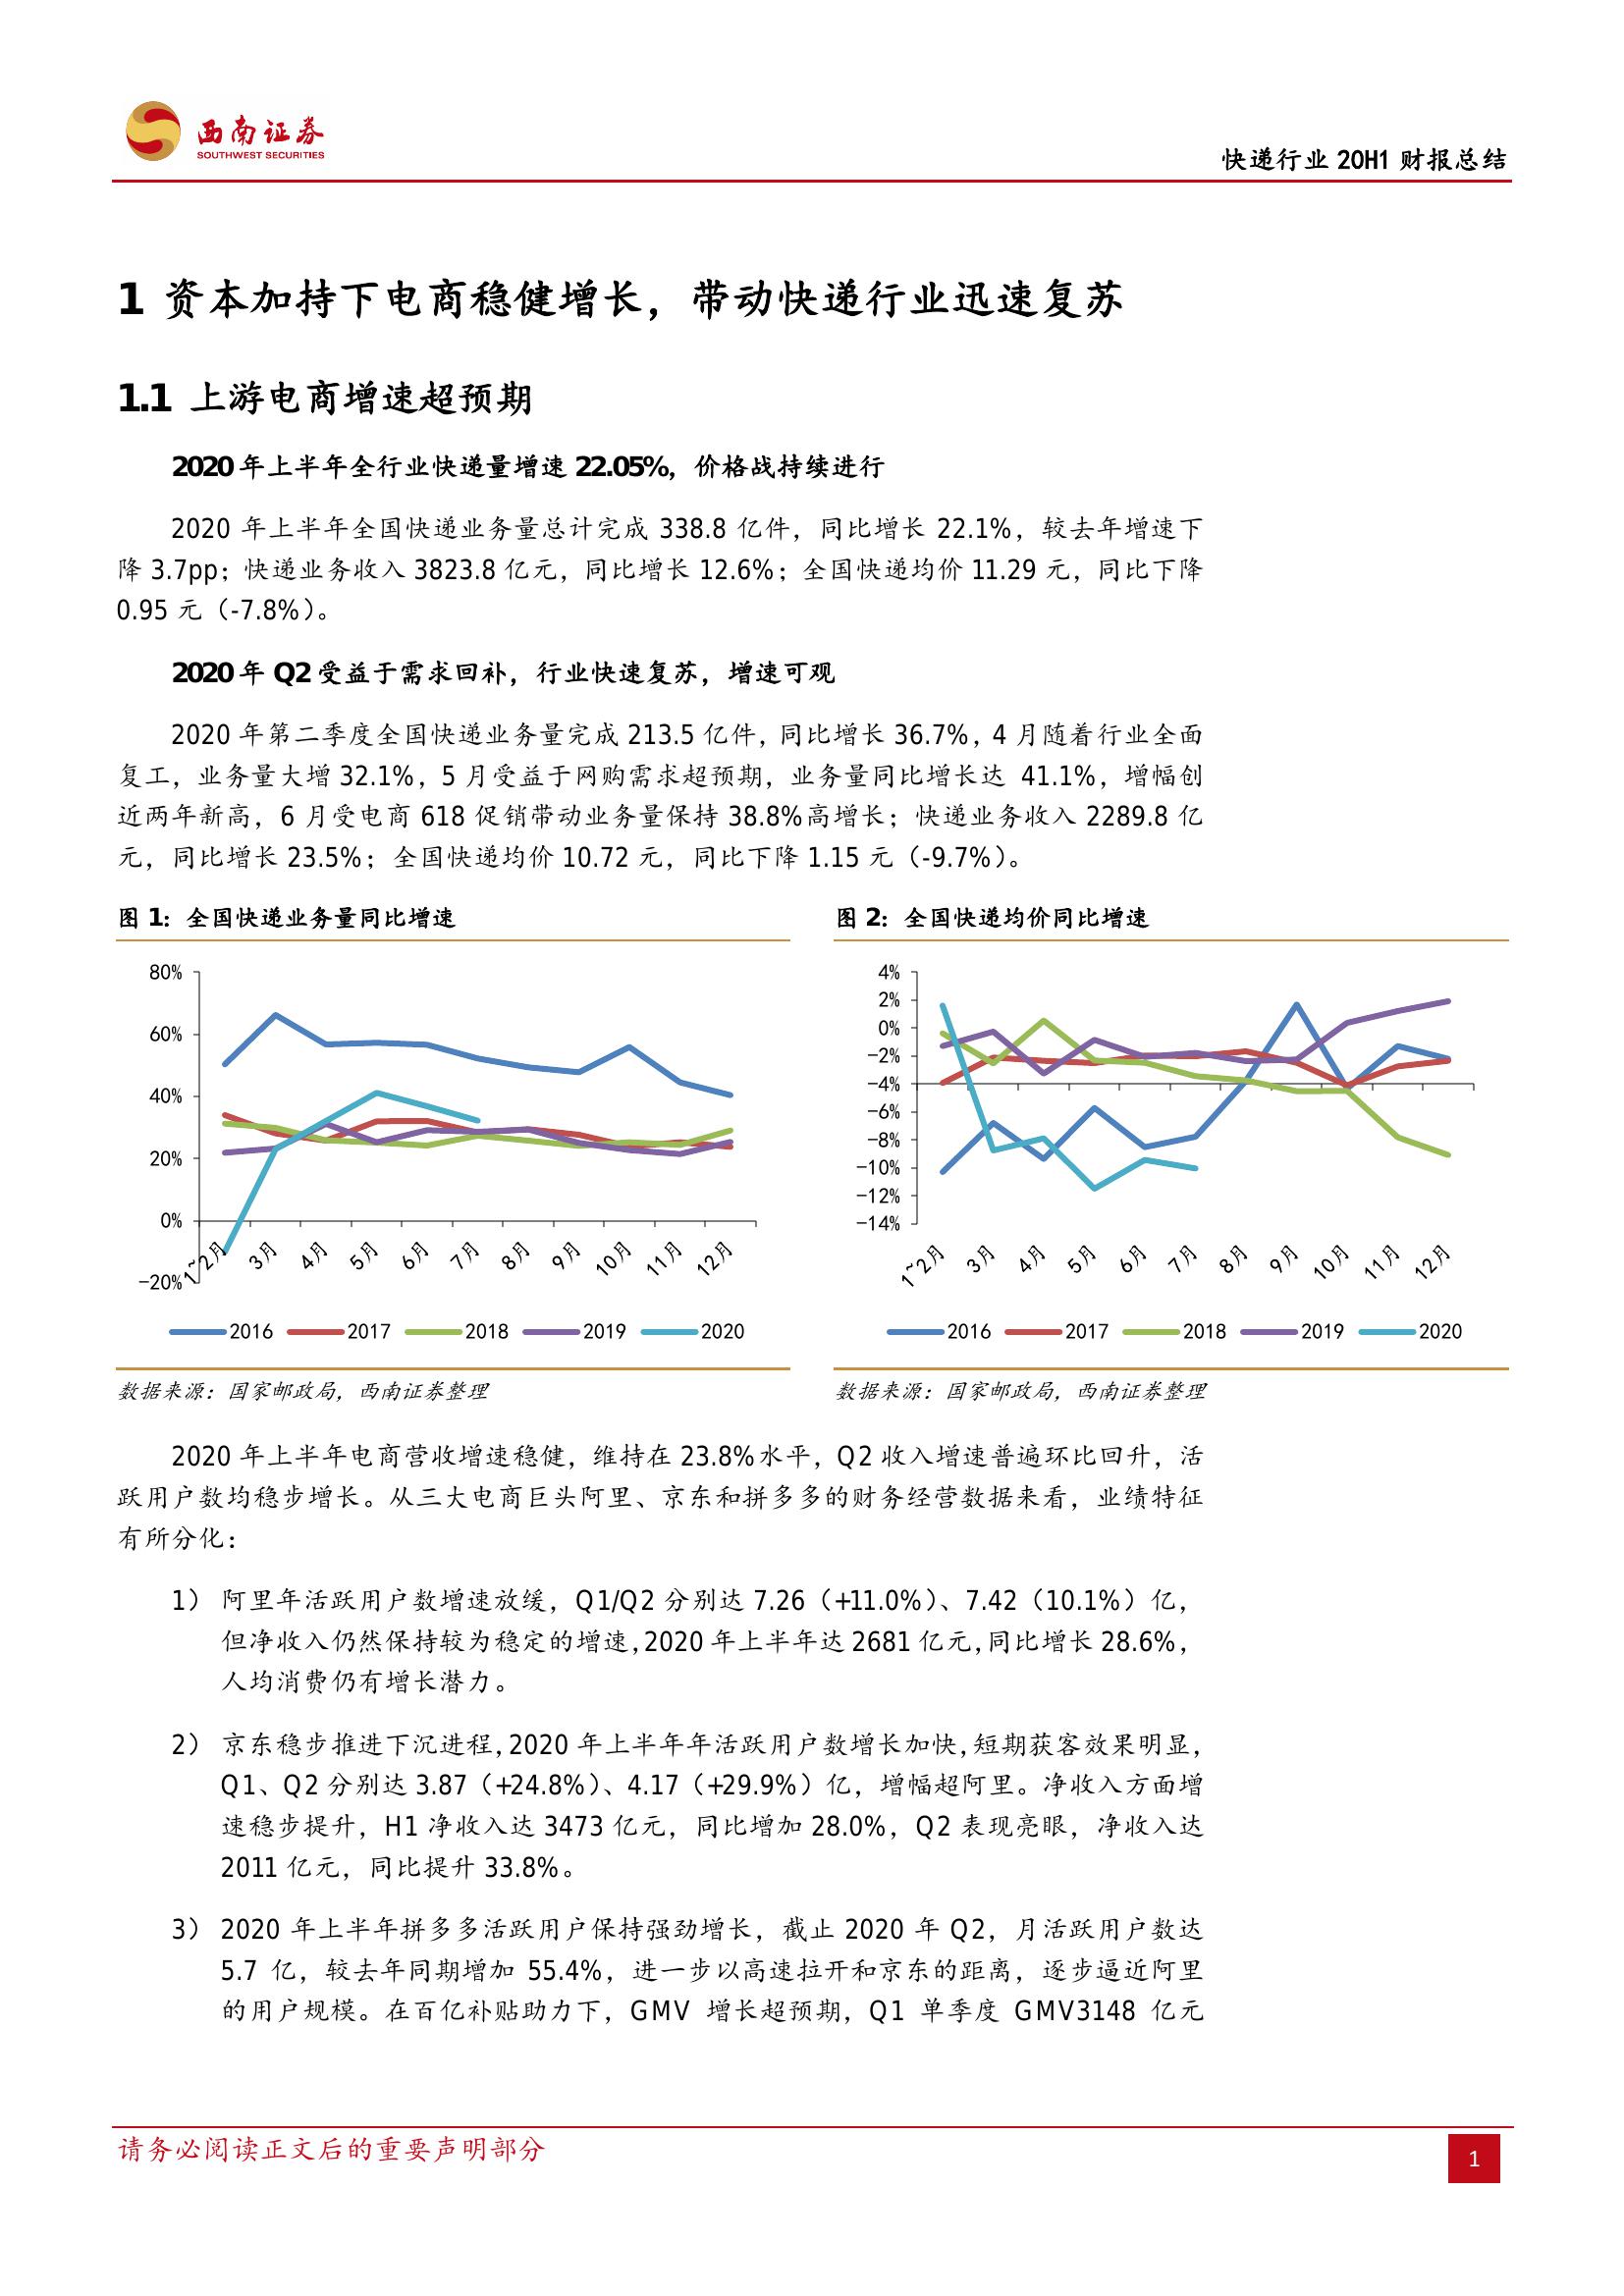 西南证券
SOUTHWEST SECURITIES
快递行业 20H1 财报总结
1 资本加持下电商稳健增长，带动快递行业迅速复苏
1.1 上游电商增速超预期
2020 年上半年全行业快递量增速 22.05%，价格战持续进行
2020 年上半年全国快递业务量总计完成 338.8 亿件，同比增长 22.1%，较去年增速下
降 3.7pp；快递业务收入 3823.8 亿元，同比增长 12.6%；全国快递均价 11.29 元，同比下降
0.95 元（-7.8%）。
2020 年 Q2 受益于需求回补，行业快速复苏，增速可观
2020 年第二季度全国快递业务量完成 213.5 亿件，同比增长 36.7%，4 月随着行业全面
复工，业务量大增 32.1%，5 月受益于网购需求超预期，业务量同比增长达 41.1%，增幅创
近两年新高，6 月受电商 618 促销带动业务量保持 38.8%高增长；快递业务收入 2289.8 亿
元，同比增长 23.5%；全国快递均价 10.72 元，同比下降 1.15 元（-9.7%）。
图 1：全国快递业务量同比增速
80%
60%
40%
20%
0%
-20%
1~2月 3月 4月 5月 6月 7月 8月 9月 10月 11月 12月
2016 2017 2018 2019 2020
数据来源：国家邮政局，西南证券整理
图 2：全国快递均价同比增速
4%
2%
0%
-2%
-4%
-6%
-8%
-10%
-12%
-14%
1~2月 3月 4月 5月 6月 7月 8月 9月 10月 11月 12月
2016 2017 2018 2019 2020
数据来源：国家邮政局，西南证券整理
2020 年上半年电商营收增速稳健，维持在 23.8%水平，Q2 收入增速普遍环比回升，活
跃用户数均稳步增长。从三大电商巨头阿里、京东和拼多多的财务经营数据来看，业绩特征
有所分化：
1） 阿里年活跃用户数增速放缓，Q1/Q2 分别达 7.26（+11.0%）、7.42（10.1%）亿，
但净收入仍然保持较为稳定的增速，2020 年上半年达 2681 亿元，同比增长 28.6%，
人均消费仍有增长潜力。
2） 京东稳步推进下沉进程，2020 年上半年年活跃用户数增长加快，短期获客效果明显，
Q1、Q2 分别达 3.87（+24.8%）、4.17（+29.9%）亿，增幅超阿里。净收入方面增
速稳步提升，H1 净收入达 3473 亿元，同比增加 28.0%，Q2 表现亮眼，净收入达
2011 亿元，同比提升 33.8%。
3） 2020 年上半年拼多多活跃用户保持强劲增长，截止 2020 年 Q2，月活跃用户数达
5.7 亿，较去年同期增加 55.4%，进一步以高速拉开和京东的距离，逐步逼近阿里
的用户规模。在百亿补贴助力下，GMV 增长超预期，Q1 单季度 GMV3148 亿元
请务必阅读正文后的重要声明部分
1